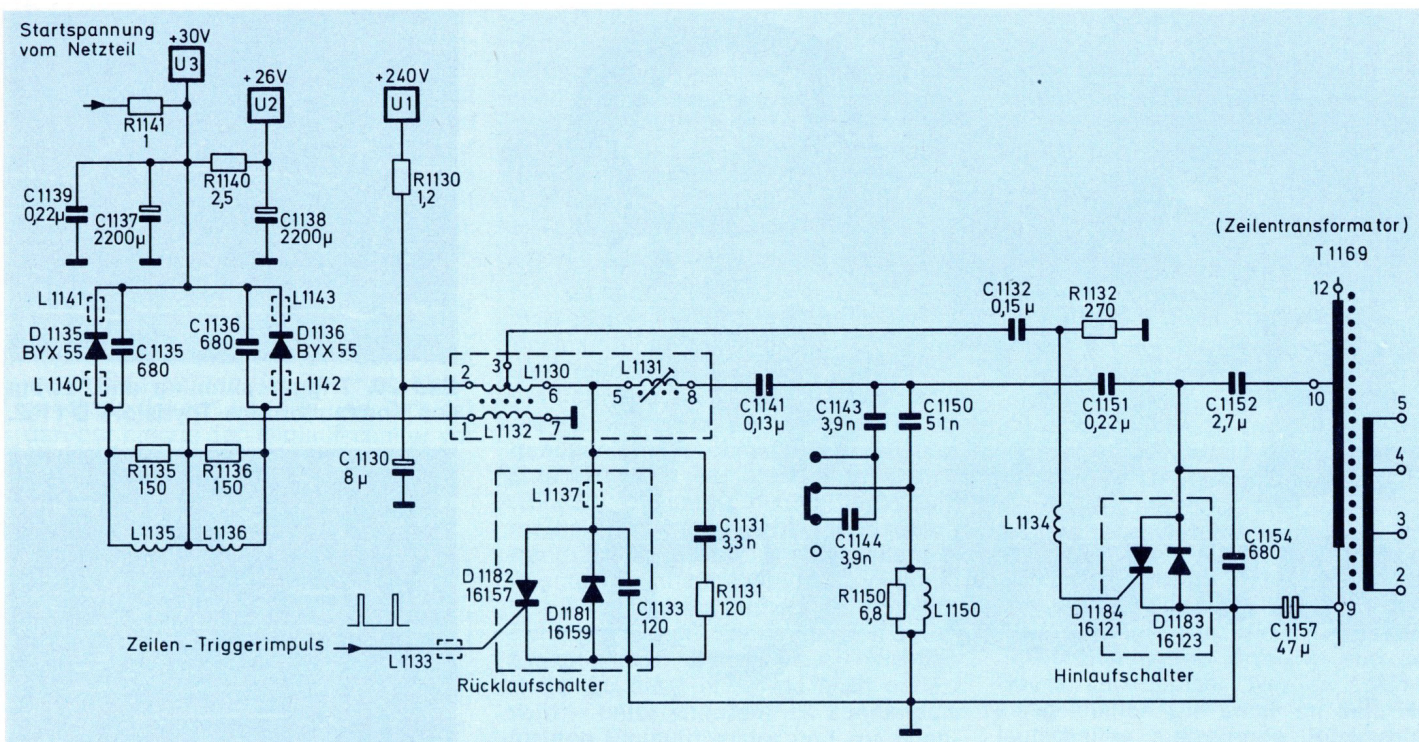 Startspannung
vom Netzteil
+30V
U3
+26V
U2
+240V
U1
R1141
1
R1140
2,5
R1130
1,2
C1139
0,22µ
C1137
2200µ
C1138
2200µ
(Zeilentransformator)
T1169
L1141
L1143
D1135
BYX 55
C1135
680
C1136
680
D1136
BYX 55
L1140
L1142
C1132
0,15µ
R1132
270
12
2
3
L1130
6
L1131
5
8
1
L1132
7
C1141
0,13µ
C1143
3,9n
C1150
51n
C1151
0,22µ
C1152
2,7µ
10
5
4
3
2
9
R1135
150
R1136
150
C1130
8µ
L1135
L1136
L1137
C1131
3,3n
C1144
3,9n
L1134
C1154
680
D1182
16157
D1181
16159
C1133
120
R1131
120
R1150
6,8
L1150
D1184
16121
D1183
16123
C1157
47µ
Zeilen-Triggerimpuls
L1133
Rücklaufschalter
Hinlaufschalter